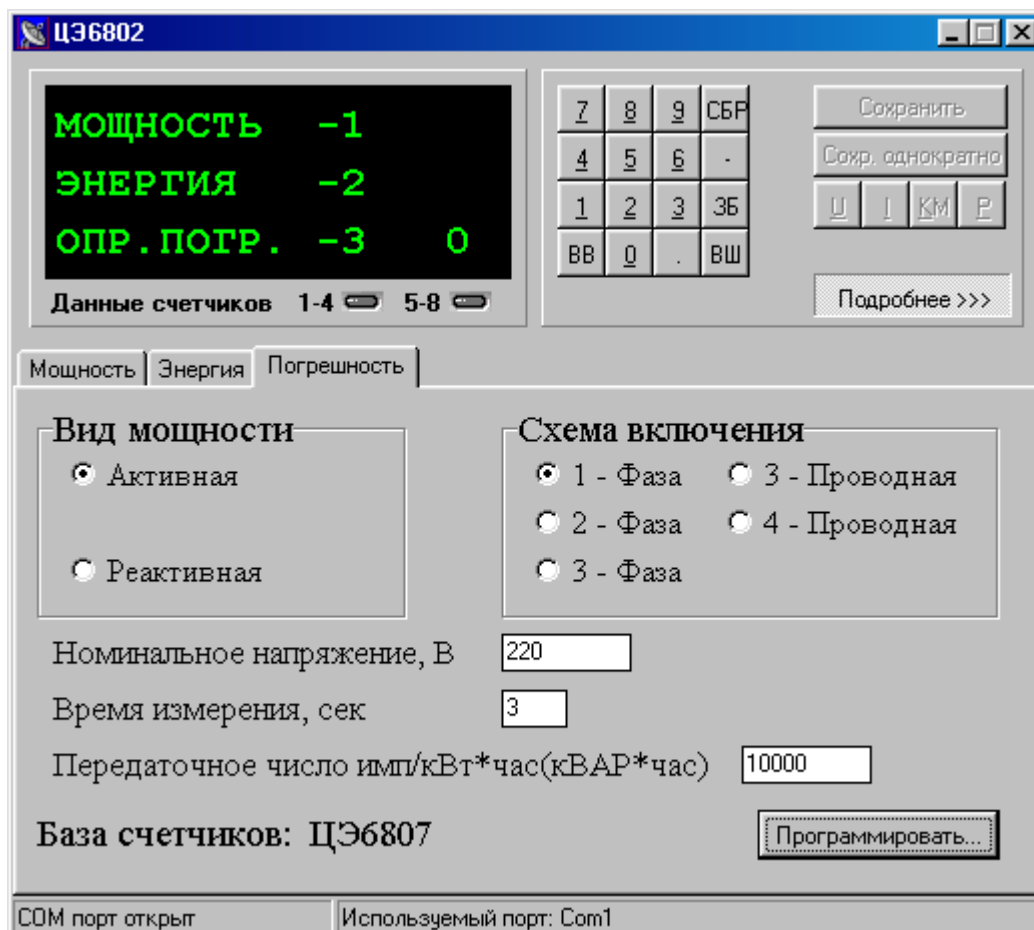 ЦЭ6802
МОЩНОСТЬ -1
ЭНЕРГИЯ -2
ОПР.ПОГР. -3 0
Данные счетчиков 1-4 5-8
7 8 9 СБР
4 5 6 -
1 2 3 ЗБ
ВВ 0 . ВШ
Сохранить
Сохр. однократно
U I КМ P
Подробнее >>>
Мощность Энергия Погрешность
Вид мощности
Активная
Реактивная
Схема включения
1 - Фаза 3 - Проводная
2 - Фаза 4 - Проводная
3 - Фаза
Номинальное напряжение, В 220
Время измерения, сек 3
Передаточное число имп/кВт*час(кВАР*час) 10000
База счетчиков: ЦЭ6807 Программировать...
COM порт открыт Используемый порт: Com1